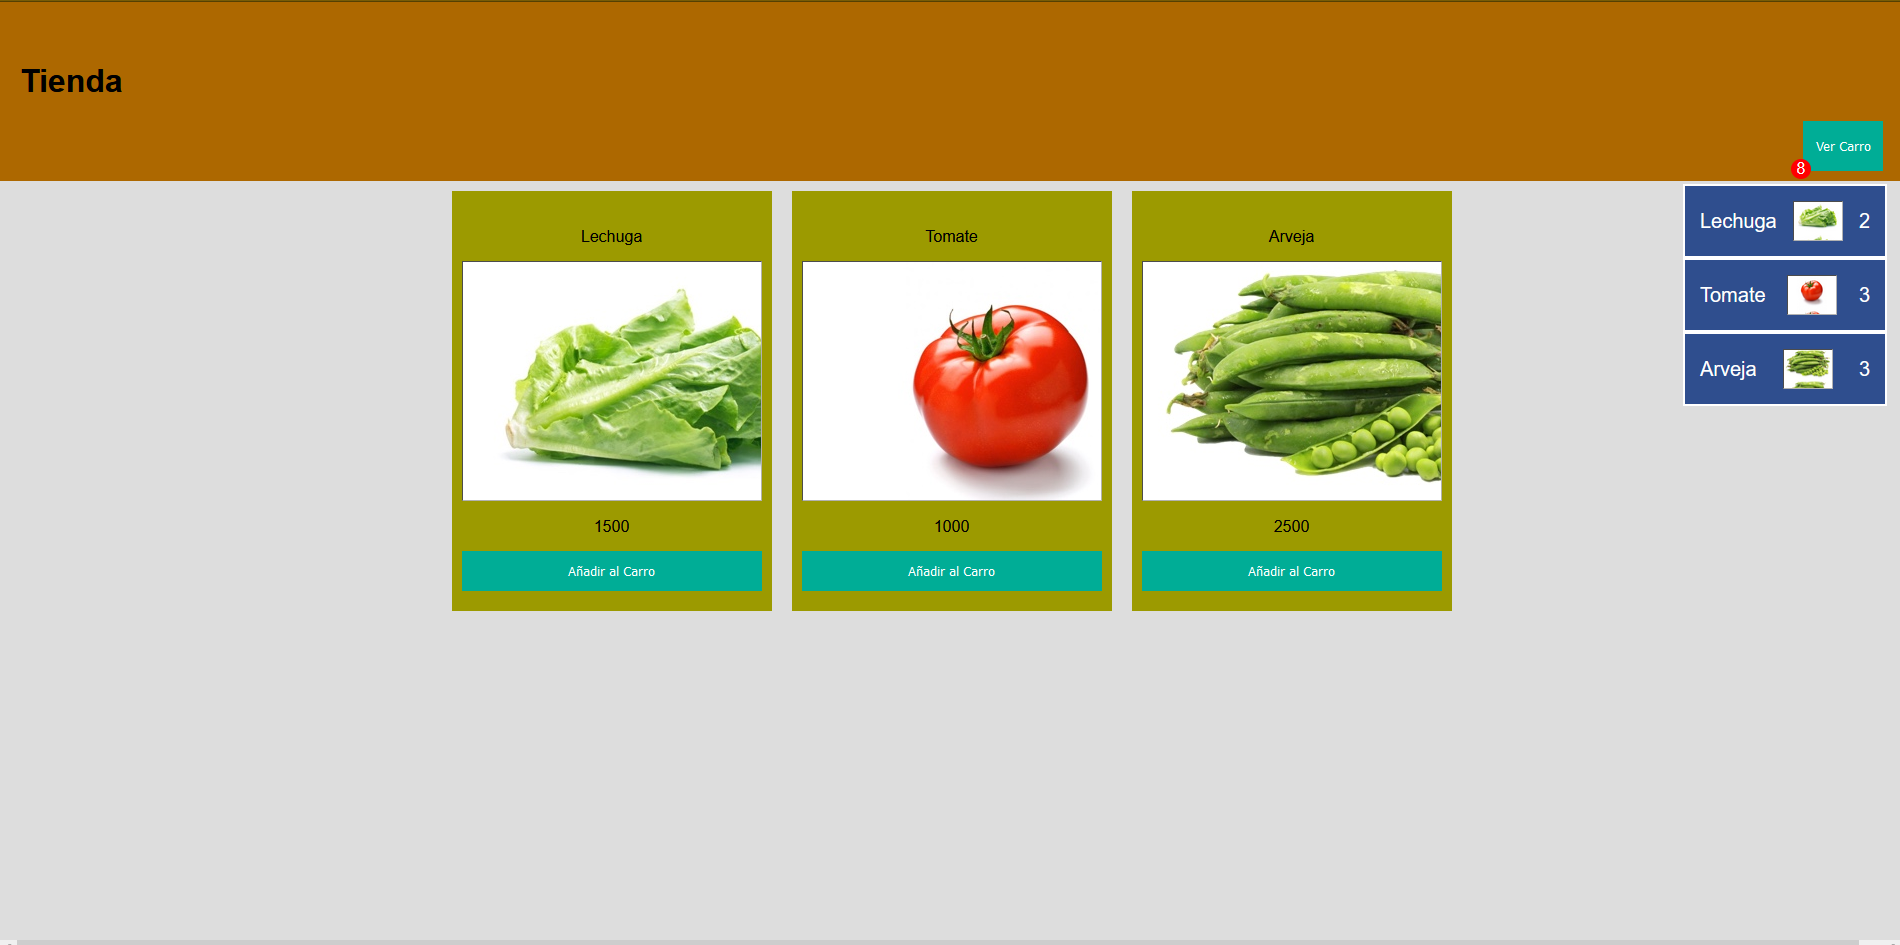 Tienda
Ver Carro
8
Lechuga
1500
Añadir al Carro
Tomate
1000
Añadir al Carro
Arveja
2500
Añadir al Carro
Lechuga 2
Tomate 3
Arveja 3